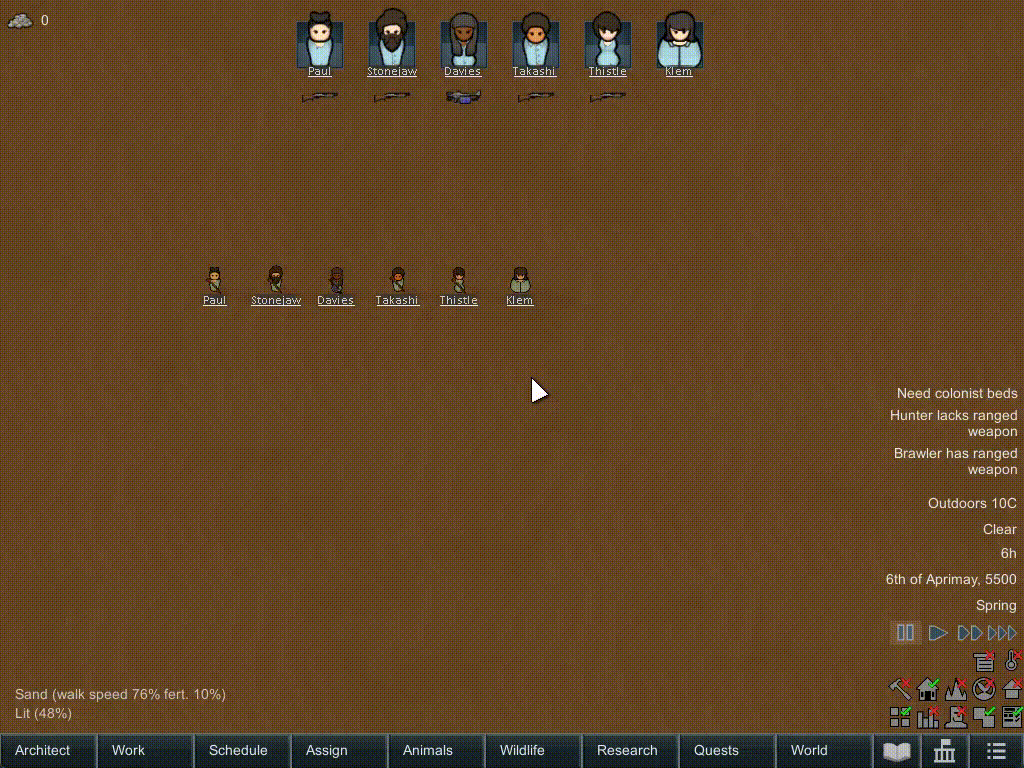 0
Paul Stonejaw Davies Takashi Thistle Klem
Paul Stonejaw Davies Takashi Thistle Klem
Need colonist beds
Hunter lacks ranged
weapon
Brawler has ranged
weapon
Outdoors 10C
Clear
6h
6th of Aprimay, 5500
Spring
Sand (walk speed 76% fert. 10%)
Lit (48%)
Architect Work Schedule Assign Animals Wildlife Research Quests World